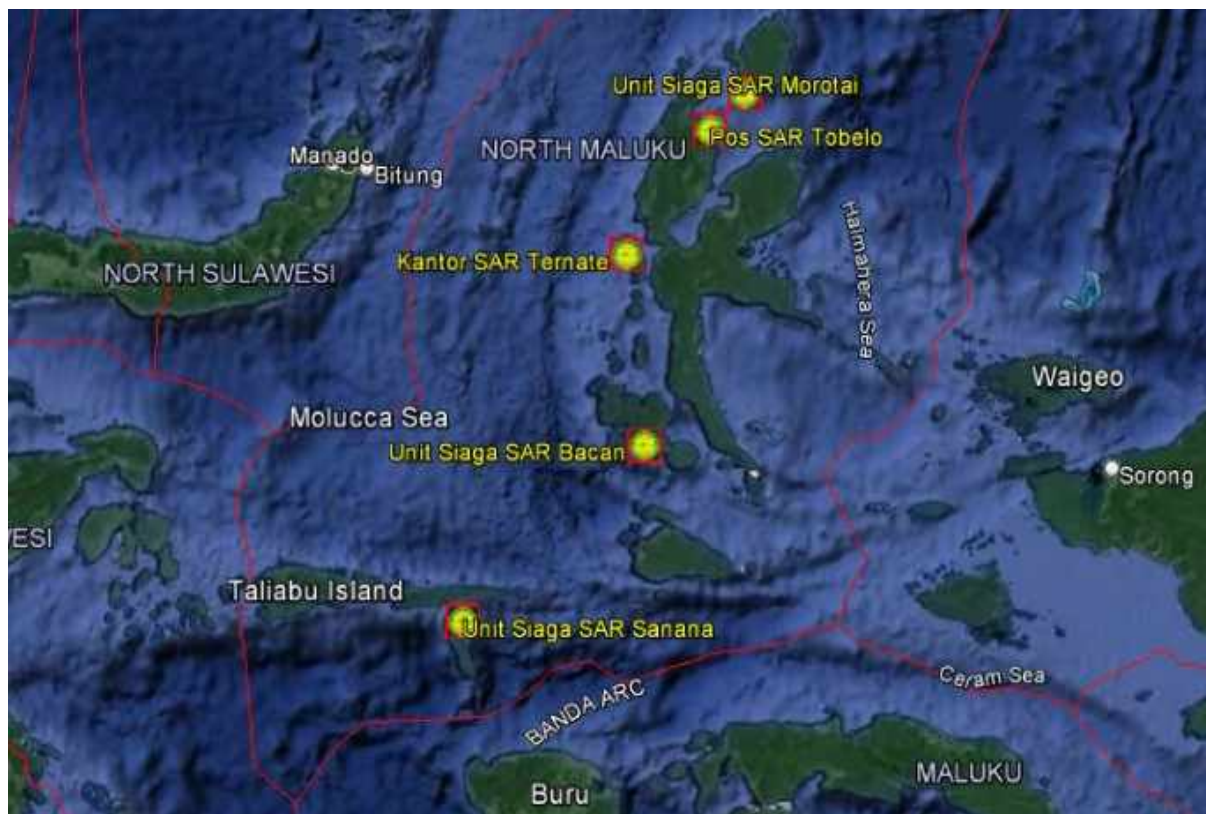 Unit Siaga SAR Morotai
Pos SAR Tobelo
NORTH MALUKU
Manado
Bitung
Kantor SAR Ternate
NORTH SULAWESI
Halmahera Sea
Waigeo
Molucca Sea
Unit Siaga SAR Bacan
Sorong
ESI
Taliabu Island
Unit Siaga SAR Sanana
Ceram Sea
BANDA ARC
MALUKU
Buru